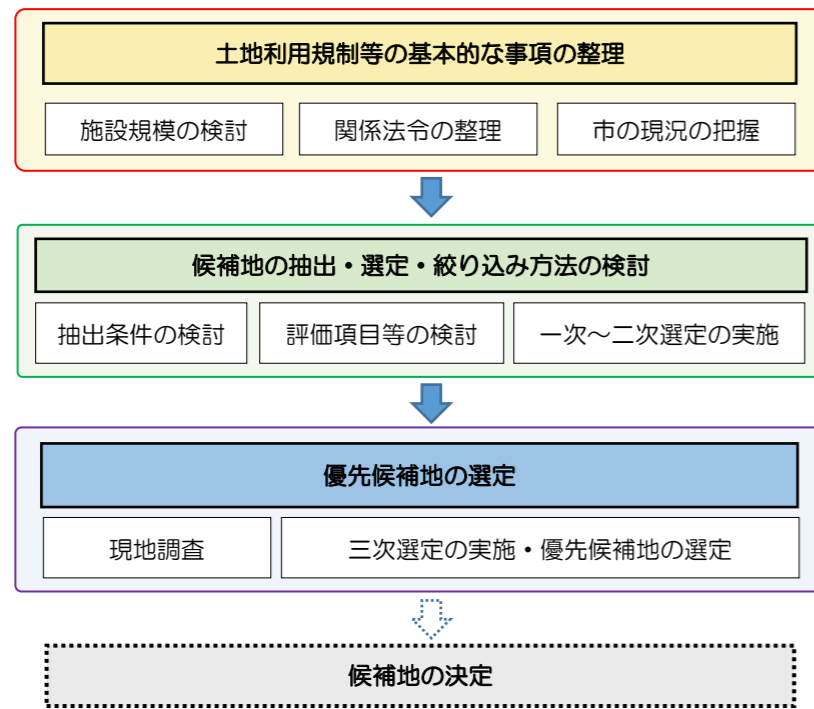 土地利用規制等の基本的な事項の整理
施設規模の検討
関係法令の整理
市の現況の把握
候補地の抽出・選定・絞り込み方法の検討
抽出条件の検討
評価項目等の検討
一次～二次選定の実施
優先候補地の選定
現地調査
三次選定の実施・優先候補地の選定
候補地の決定